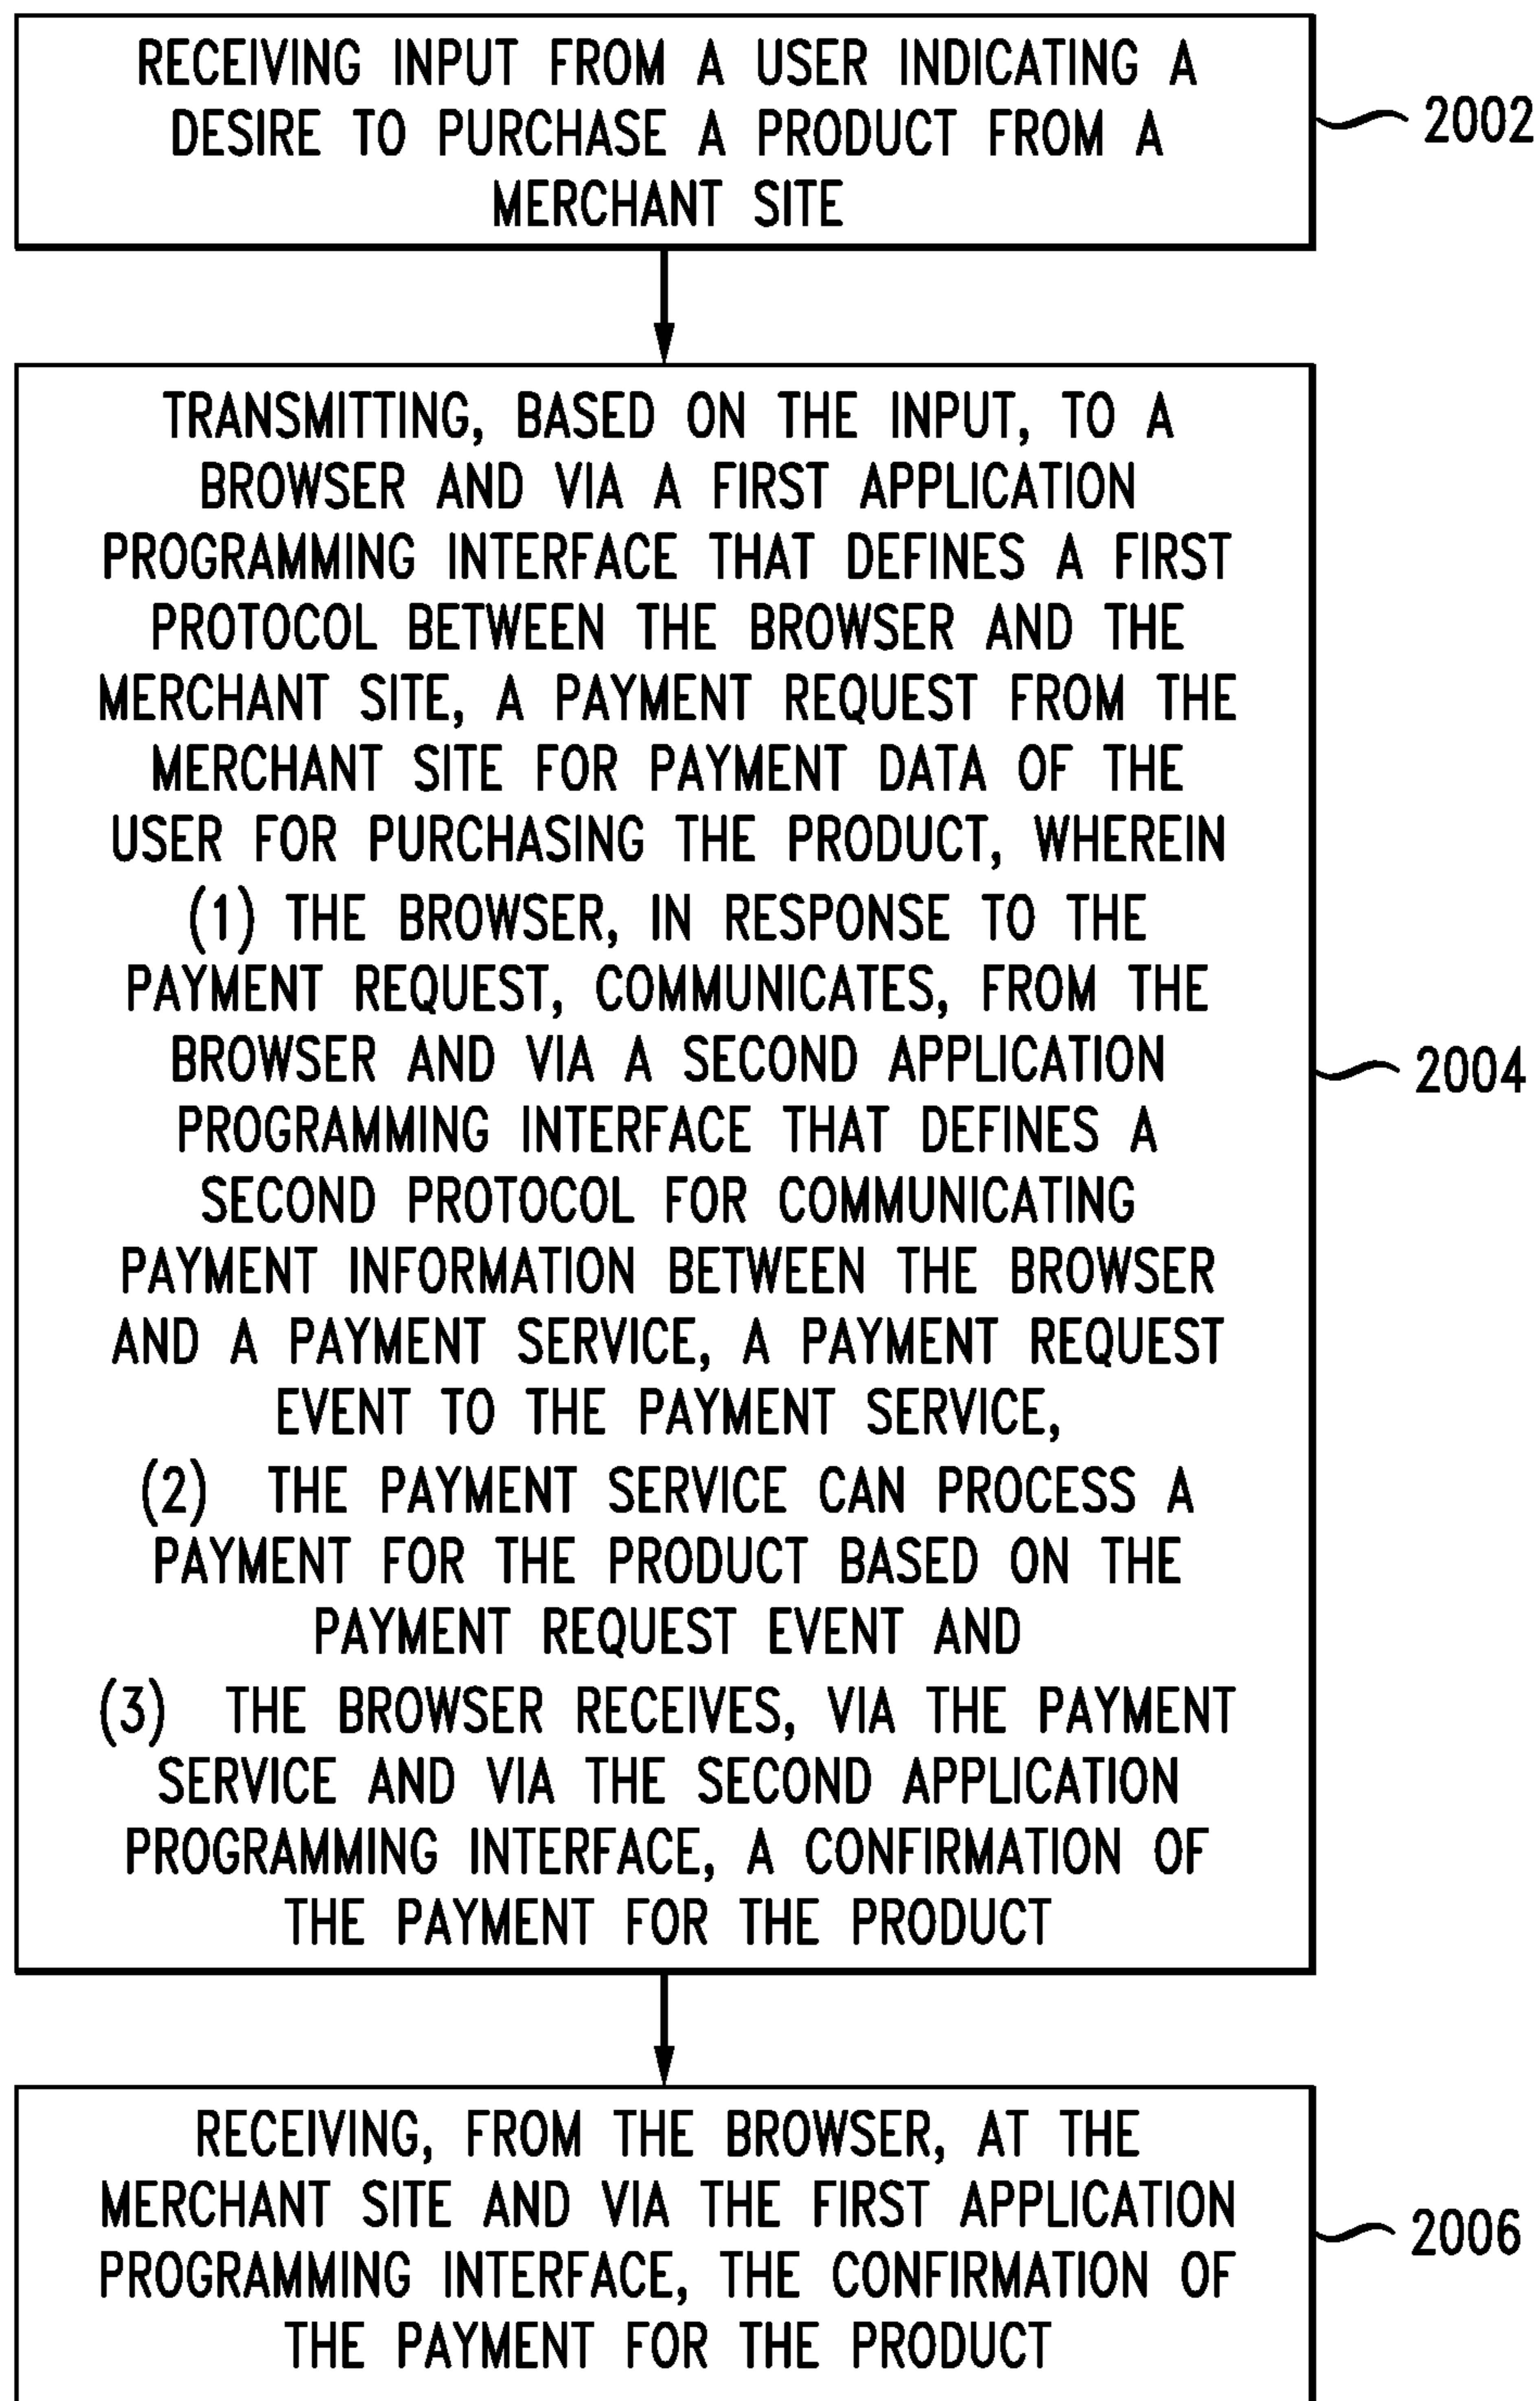 RECEIVING INPUT FROM A USER INDICATING A
DESIRE TO PURCHASE A PRODUCT FROM A
MERCHANT SITE
2002
TRANSMITTING, BASED ON THE INPUT, TO A
BROWSER AND VIA A FIRST APPLICATION
PROGRAMMING INTERFACE THAT DEFINES A FIRST
PROTOCOL BETWEEN THE BROWSER AND THE
MERCHANT SITE, A PAYMENT REQUEST FROM THE
MERCHANT SITE FOR PAYMENT DATA OF THE
USER FOR PURCHASING THE PRODUCT, WHEREIN
(1) THE BROWSER, IN RESPONSE TO THE
PAYMENT REQUEST, COMMUNICATES, FROM THE
BROWSER AND VIA A SECOND APPLICATION
PROGRAMMING INTERFACE THAT DEFINES A
SECOND PROTOCOL FOR COMMUNICATING
PAYMENT INFORMATION BETWEEN THE BROWSER
AND A PAYMENT SERVICE, A PAYMENT REQUEST
EVENT TO THE PAYMENT SERVICE,
(2) THE PAYMENT SERVICE CAN PROCESS A
PAYMENT FOR THE PRODUCT BASED ON THE
PAYMENT REQUEST EVENT AND
(3) THE BROWSER RECEIVES, VIA THE PAYMENT
SERVICE AND VIA THE SECOND APPLICATION
PROGRAMMING INTERFACE, A CONFIRMATION OF
THE PAYMENT FOR THE PRODUCT
2004
RECEIVING, FROM THE BROWSER, AT THE
MERCHANT SITE AND VIA THE FIRST APPLICATION
PROGRAMMING INTERFACE, THE CONFIRMATION OF
THE PAYMENT FOR THE PRODUCT
2006